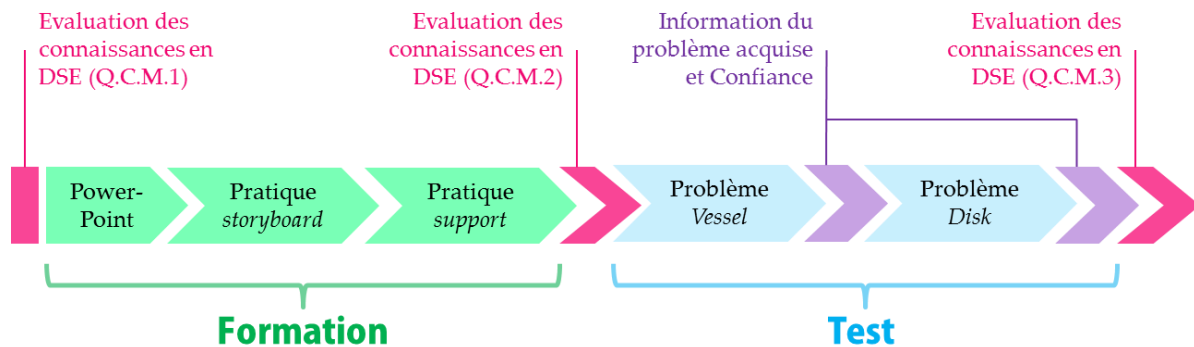 Evaluation des
connaissances en
DSE (Q.C.M.1)
Evaluation des
connaissances en
DSE (Q.C.M.2)
Information du
problème acquise
et Confiance
Evaluation des
connaissances en
DSE (Q.C.M.3)
Power-
Point
Pratique
storyboard
Pratique
support
Problème
Vessel
Problème
Disk
Formation
Test